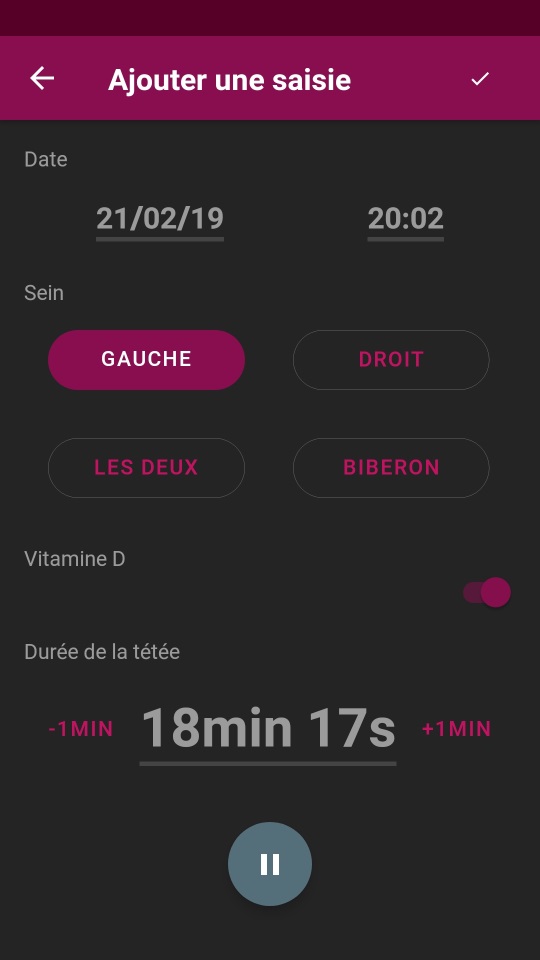 Ajouter une saisie
Date
21/02/19 20:02
Sein
GAUCHE DROIT
LES DEUX BIBERON
Vitamine D
Durée de la tétée
-1MIN 18min 17s +1MIN